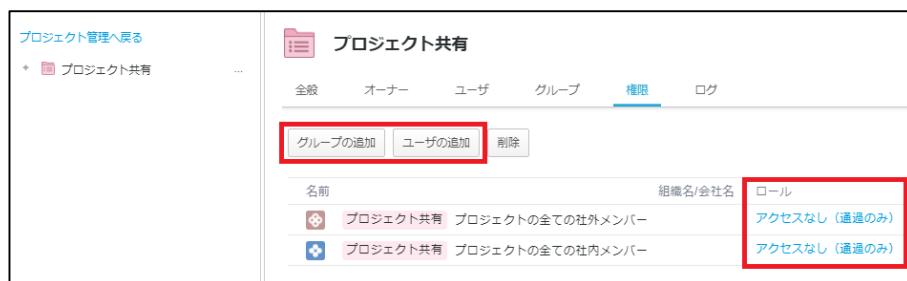 プロジェクト管理へ戻る
プロジェクト共有 ...
プロジェクト共有
全般 オーナー ユーザ グループ 権限 ログ
グループの追加 ユーザの追加 削除
名前 組織名/会社名 ロール
プロジェクト共有 プロジェクトの全ての社外メンバー アクセスなし（通過のみ）
プロジェクト共有 プロジェクトの全ての社内メンバー アクセスなし（通過のみ）